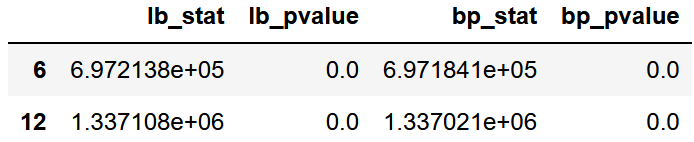 lb_stat lb_pvalue bp_stat bp_pvalue
6 6.972138e+05 0.0 6.971841e+05 0.0
12 1.337108e+06 0.0 1.337021e+06 0.0